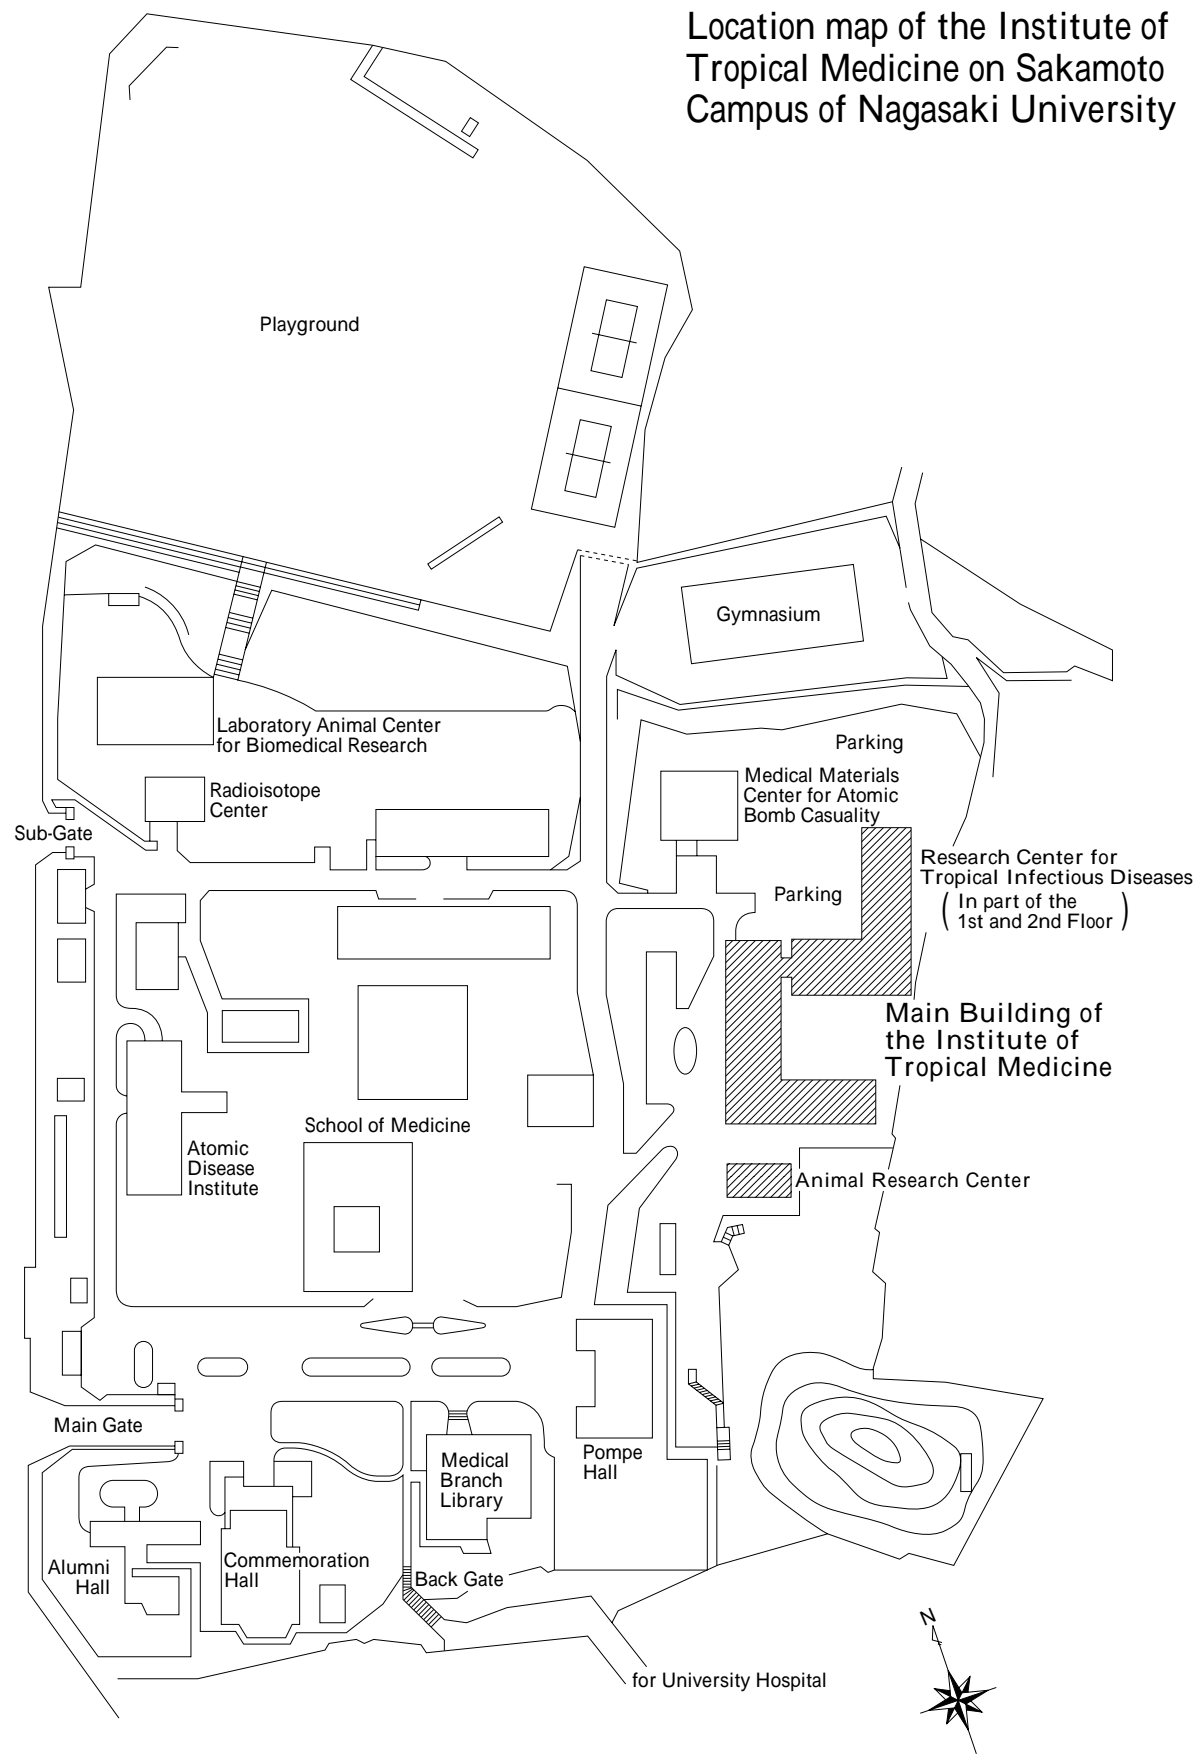 Location map of the Institute of
Tropical Medicine on Sakamoto
Campus of Nagasaki University
Playground
Gymnasium
Laboratory Animal Center
for Biomedical Research
Parking
Radioisotope
Center
Medical Materials
Center for Atomic
Bomb Casuality
Sub-Gate
Research Center for
Tropical Infectious Diseases
( In part of the
1st and 2nd Floor )
Parking
Main Building of
the Institute of
Tropical Medicine
School of Medicine
Atomic
Disease
Institute
Animal Research Center
Main Gate
Medical
Branch
Library
Pompe
Hall
Alumni
Hall
Commemoration
Hall
Back Gate
for University Hospital
N